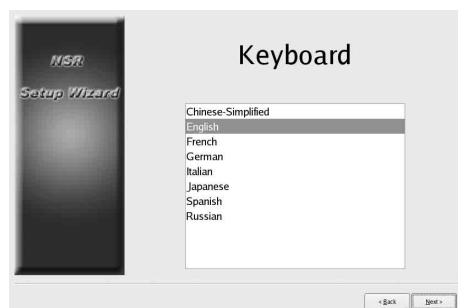 NSR
Setup Wizard
Keyboard
Chinese-Simplified
English
French
German
Italian
Japanese
Spanish
Russian
< Back
Next >